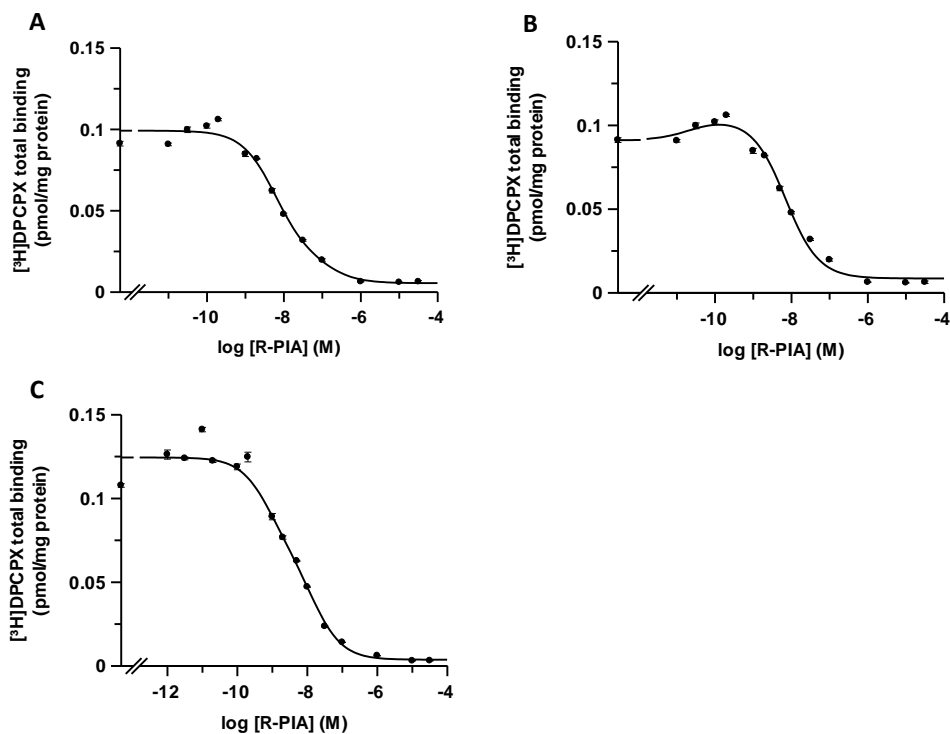 A
[³H]DPCPX total binding
(pmol/mg protein)
0.15
0.1
0.05
0
-10
-8
-6
-4
log [R-PIA] (M)
B
[³H]DPCPX total binding
(pmol/mg protein)
0.15
0.1
0.05
0
-10
-8
-6
-4
log [R-PIA] (M)
C
[³H]DPCPX total binding
(pmol/mg protein)
0.15
0.1
0.05
0
-12
-10
-8
-6
-4
log [R-PIA] (M)